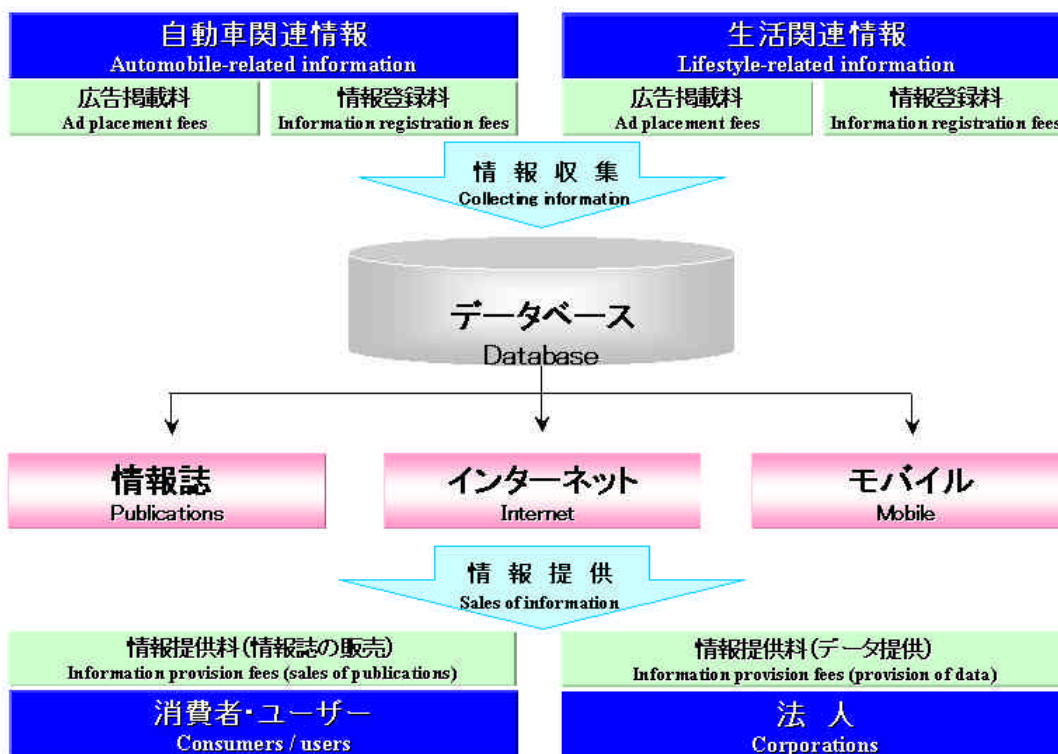 自動車関連情報
Automobile-related information
生活関連情報
Lifestyle-related information
広告掲載料
Ad placement fees
情報登録料
Information registration fees
広告掲載料
Ad placement fees
情報登録料
Information registration fees
情報収集
Collecting information
データベース
Database
情報誌
Publications
インターネット
Internet
モバイル
Mobile
情報提供
Sales of information
情報提供料(情報誌の販売)
Information provision fees (sales of publications)
情報提供料(データ提供)
Information provision fees (provision of data)
消費者・ユーザー
Consumers / users
法人
Corporations